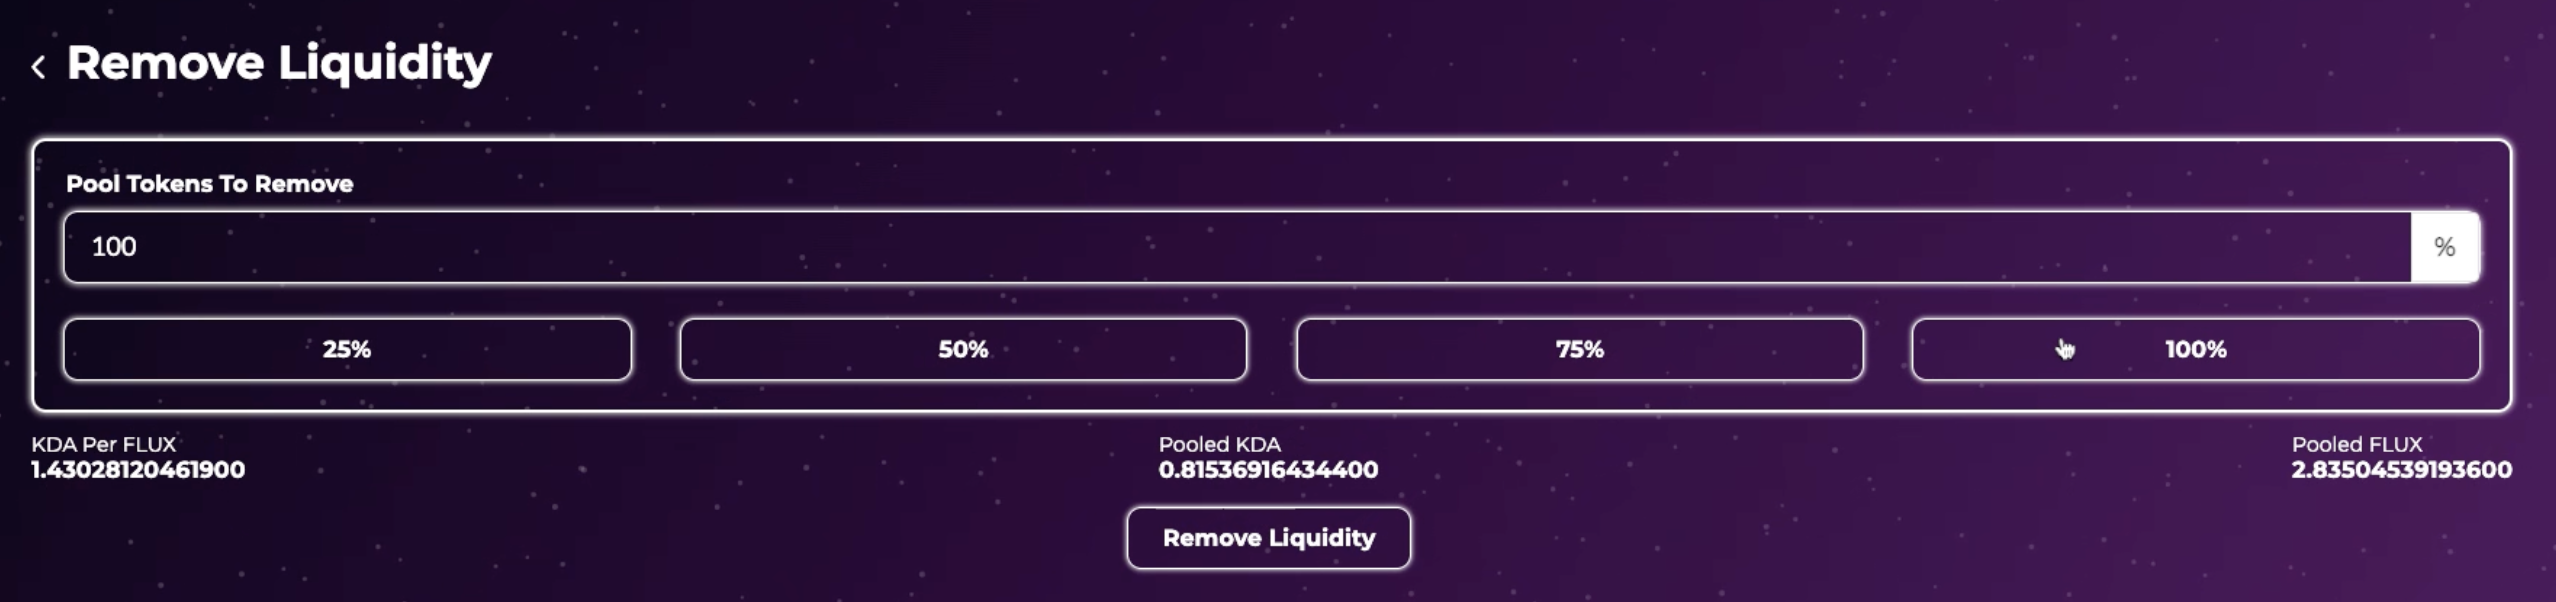 Remove Liquidity
Pool Tokens To Remove
100
%
25%
50%
75%
100%
KDA Per FLUX
1.43028120461900
Pooled KDA
0.81536916434400
Pooled FLUX
2.83504539193600
Remove Liquidity